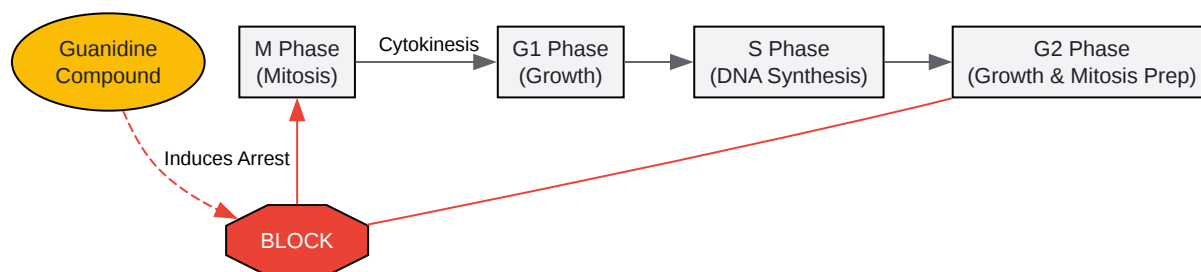 Guanidine
Compound
M Phase
(Mitosis)
Cytokinesis
G1 Phase
(Growth)
S Phase
(DNA Synthesis)
G2 Phase
(Growth & Mitosis Prep)
Induces Arrest
BLOCK